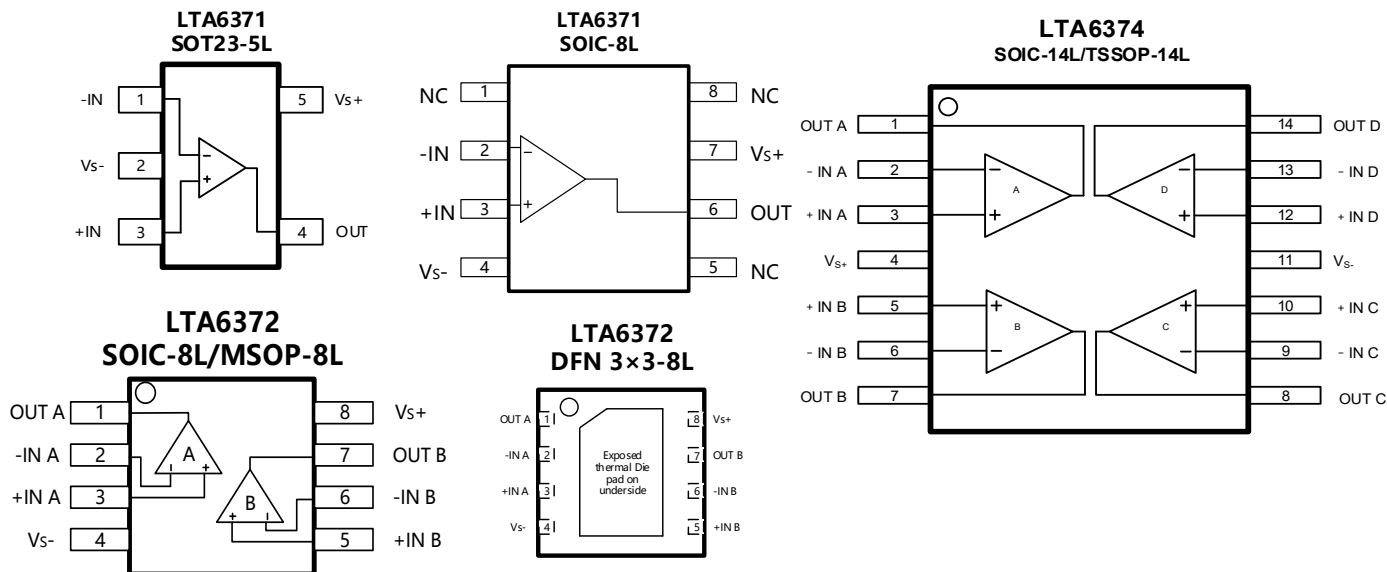 LTA6371
SOT23-5L
-IN 1
5 Vs+
Vs- 2
+IN 3
4 OUT
- +
LTA6371
SOIC-8L
NC 1
8 NC
-IN 2
7 Vs+
+IN 3
6 OUT
Vs- 4
5 NC
- +
LTA6374
SOIC-14L/TSSOP-14L
OUT A 1
14 OUT D
- IN A 2
13 - IN D
+ IN A 3
12 + IN D
VS+ 4
11 VS-
+ IN B 5
10 + IN C
- IN B 6
9 - IN C
OUT B 7
8 OUT C
A
D
B
C
LTA6372
SOIC-8L/MSOP-8L
OUT A 1
8 Vs+
-IN A 2
7 OUT B
+IN A 3
6 -IN B
Vs- 4
5 +IN B
A
B
LTA6372
DFN 3×3-8L
OUT A 1
8 Vs+
-IN A 2
7 OUT B
+IN A 3
6 -IN B
Vs- 4
5 +IN B
Exposed
thermal Die
pad on
underside